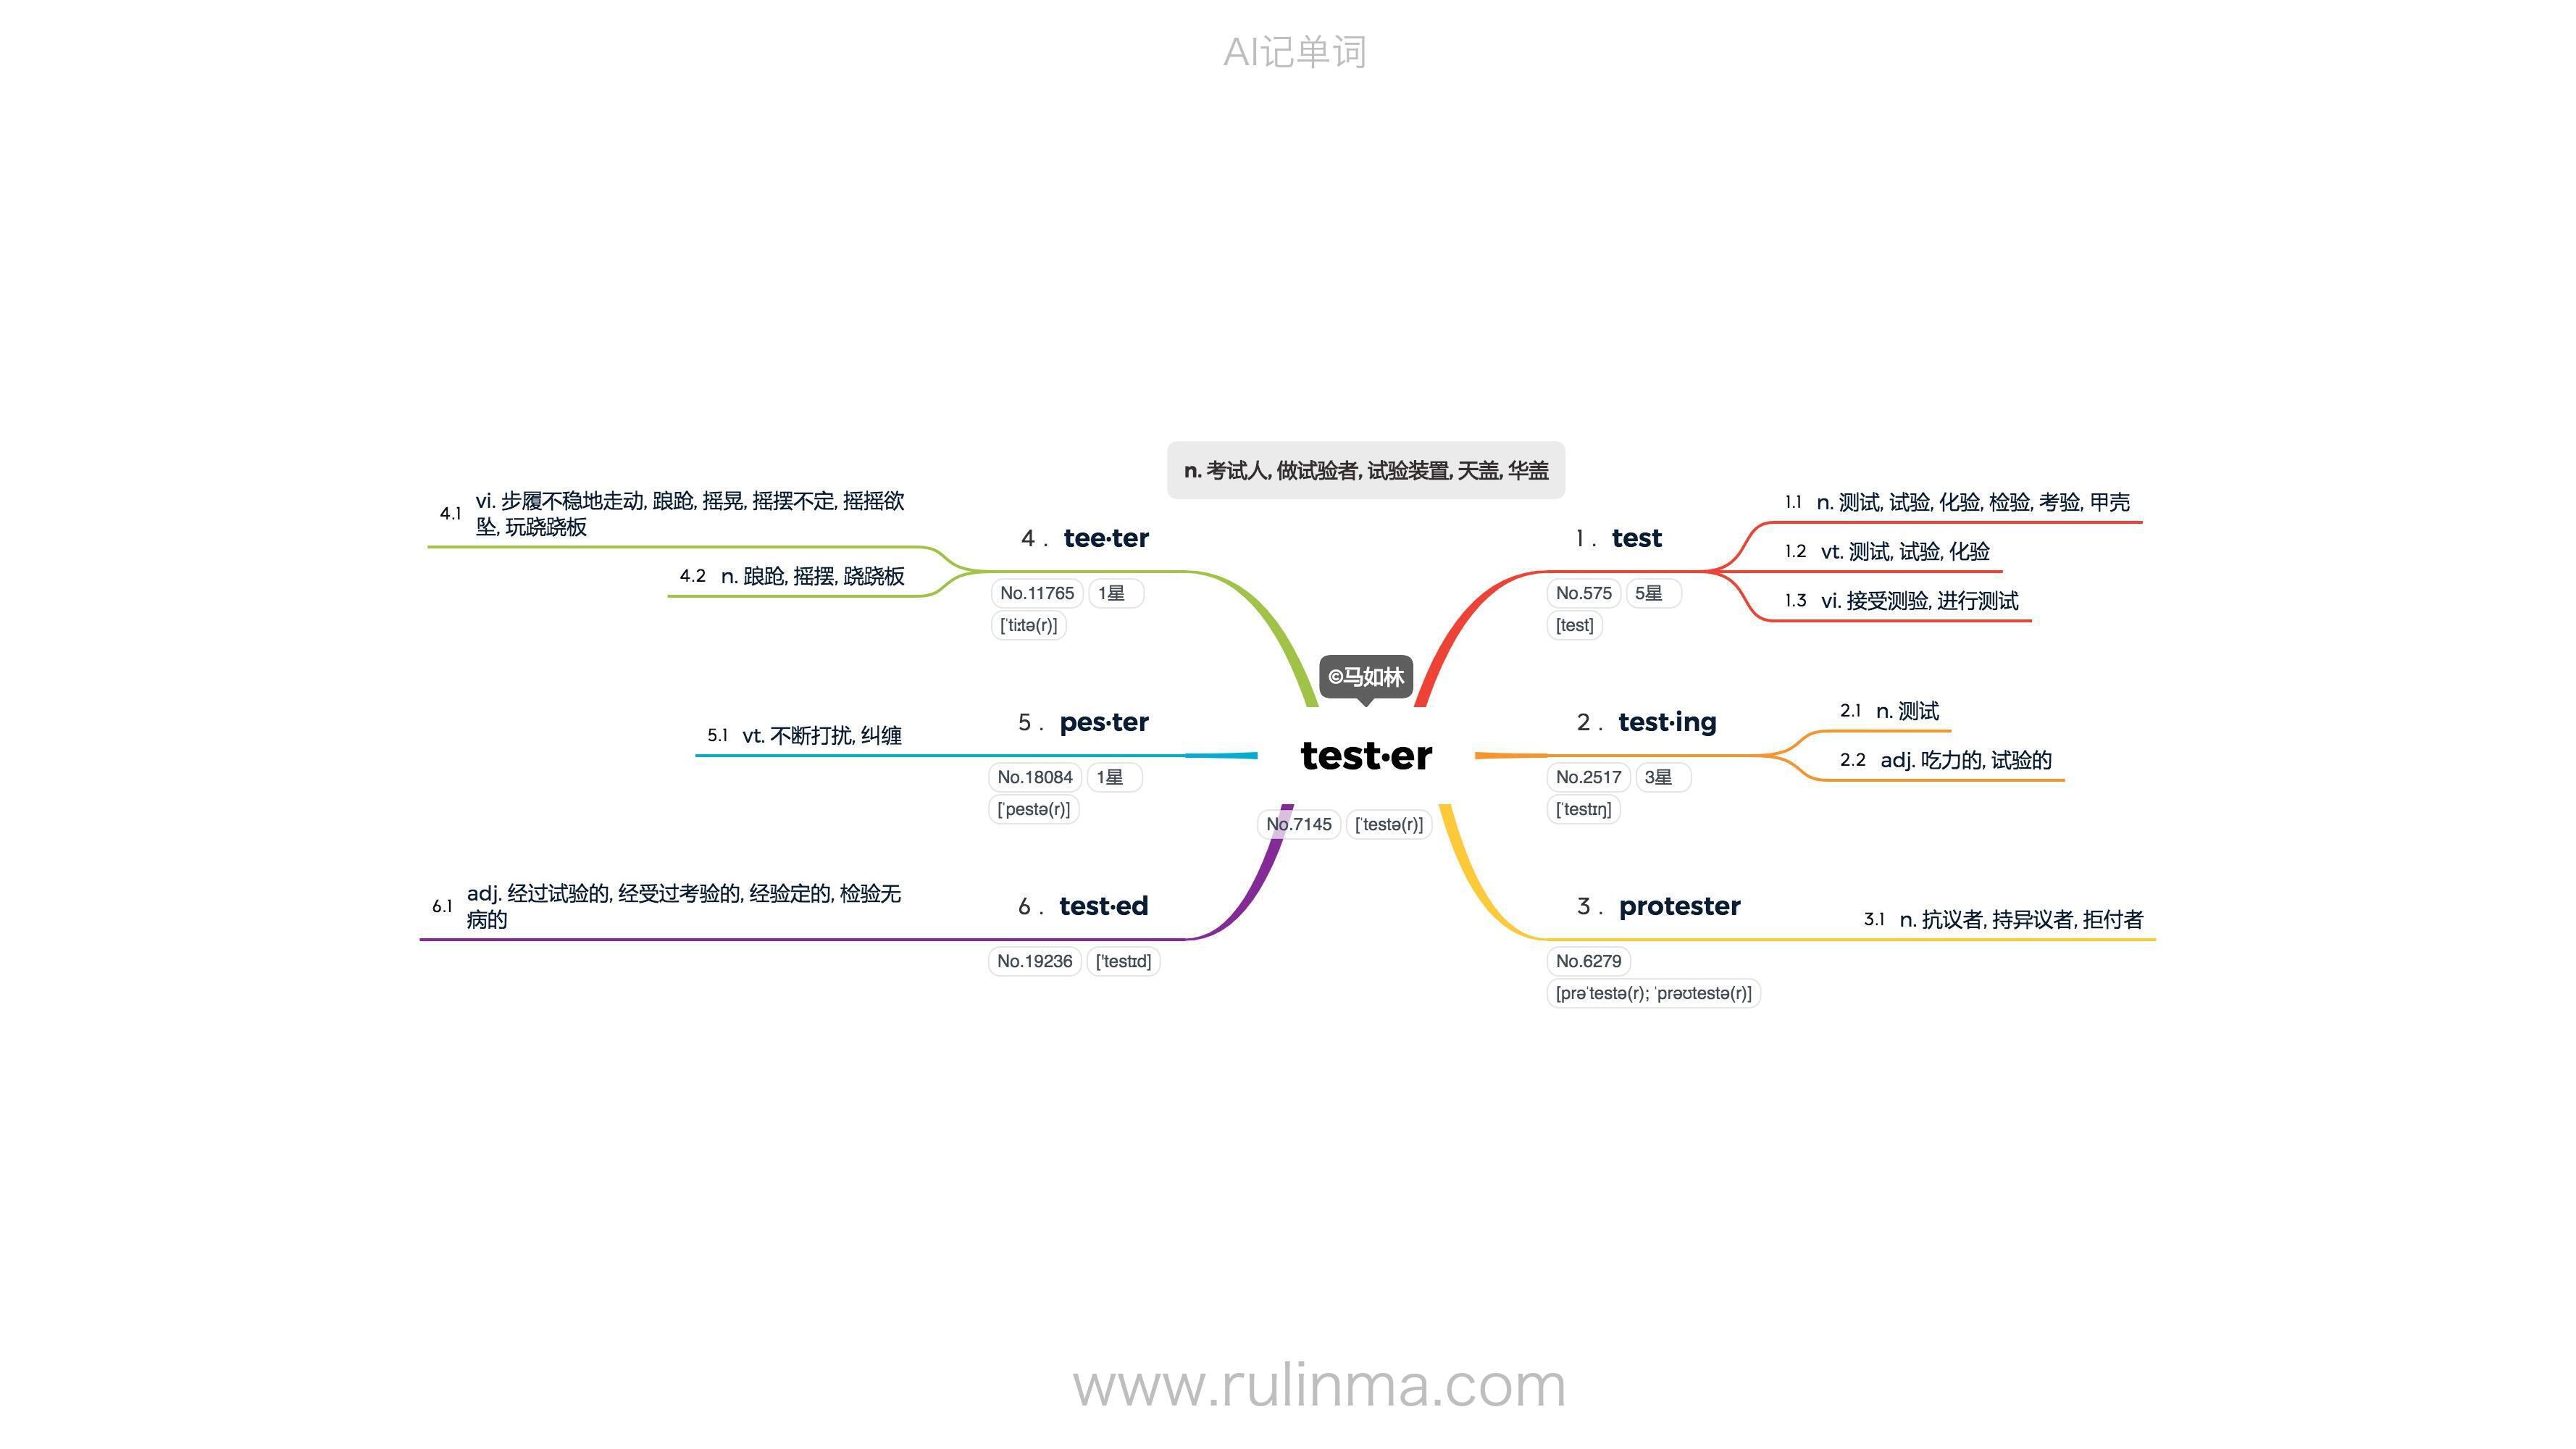 AI记单词
n. 考试人, 做试验者, 试验装置, 天盖, 华盖
©马如林
test·er
No.7145 [ˈtestə(r)]
1 . test
No.575 5星
[test]
1.1 n. 测试, 试验, 化验, 检验, 考验, 甲壳
1.2 vt. 测试, 试验, 化验
1.3 vi. 接受测验, 进行测试
2 . test·ing
No.2517 3星
[ˈtestɪŋ]
2.1 n. 测试
2.2 adj. 吃力的, 试验的
3 . protester
No.6279
[prəˈtestə(r); ˈprəʊtestə(r)]
3.1 n. 抗议者, 持异议者, 拒付者
4 . tee·ter
No.11765 1星
[ˈtiːtə(r)]
4.1 vi. 步履不稳地走动, 踉跄, 摇晃, 摇摆不定, 摇摇欲
坠, 玩跷跷板
4.2 n. 踉跄, 摇摆, 跷跷板
5 . pes·ter
No.18084 1星
[ˈpestə(r)]
5.1 vt. 不断打扰, 纠缠
6 . test·ed
No.19236 [ˈtestɪd]
6.1 adj. 经过试验的, 经受过考验的, 经验定的, 检验无
病的
www.rulinma.com